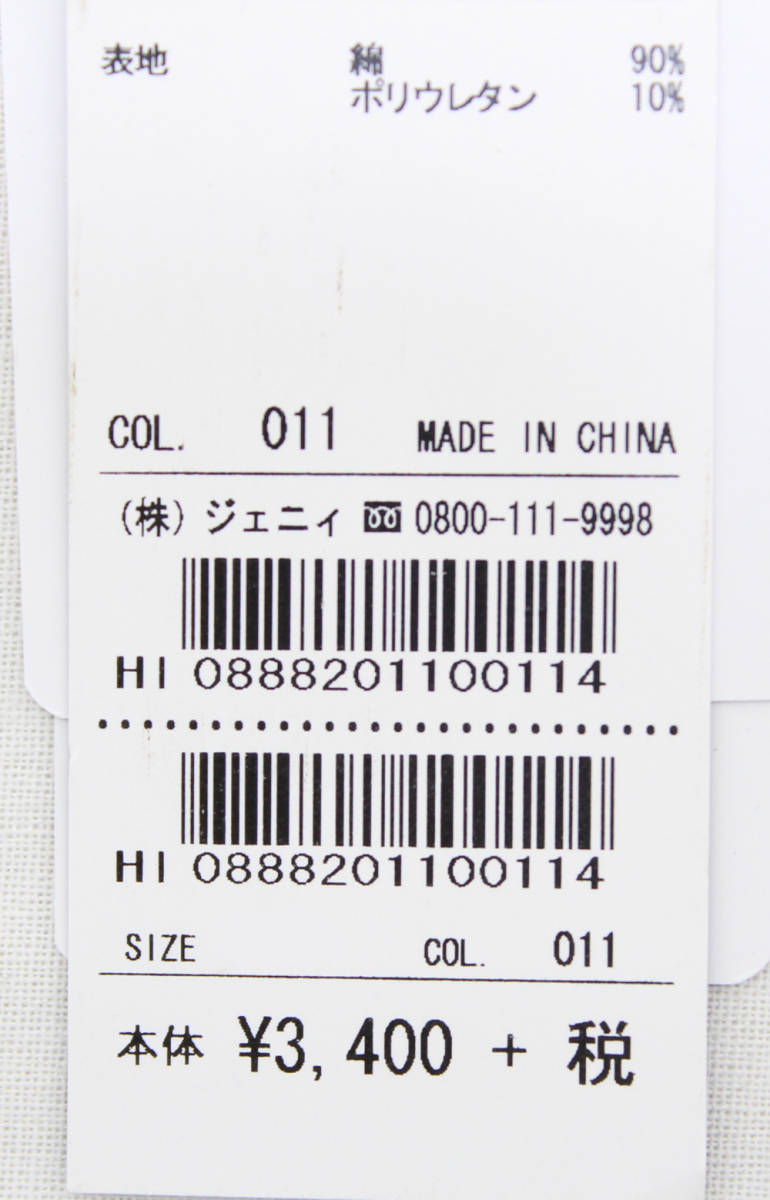 表地 綿 90%
ポリウレタン 10%
COL. 011 MADE IN CHINA
(株) ジェニィ 0800-111-9998
HI 0888201100114
HI 0888201100114
SIZE COL. 011
本体 ¥3,400 + 税